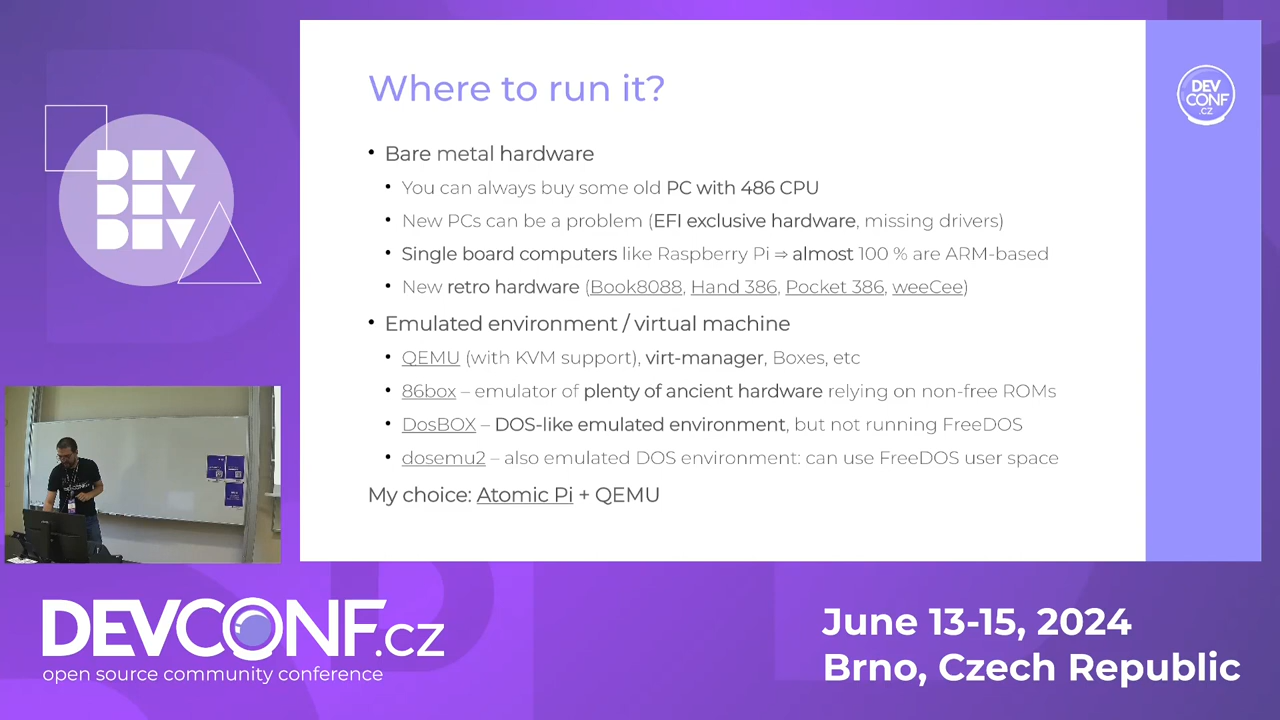 Where to run it?
• Bare metal hardware
• You can always buy some old PC with 486 CPU
• New PCs can be a problem (EFI exclusive hardware, missing drivers)
• Single board computers like Raspberry Pi ⇒ almost 100 % are ARM-based
• New retro hardware (Book8088, Hand 386, Pocket 386, weeCee)
• Emulated environment / virtual machine
• QEMU (with KVM support), virt-manager, Boxes, etc
• 86box – emulator of plenty of ancient hardware relying on non-free ROMs
• DosBOX – DOS-like emulated environment, but not running FreeDOS
• dosemu2 – also emulated DOS environment: can use FreeDOS user space
My choice: Atomic Pi + QEMU
DEV
CONF
.CZ
DEV
DEV
DEV
DEVCONF.cz
open source community conference
June 13-15, 2024
Brno, Czech Republic